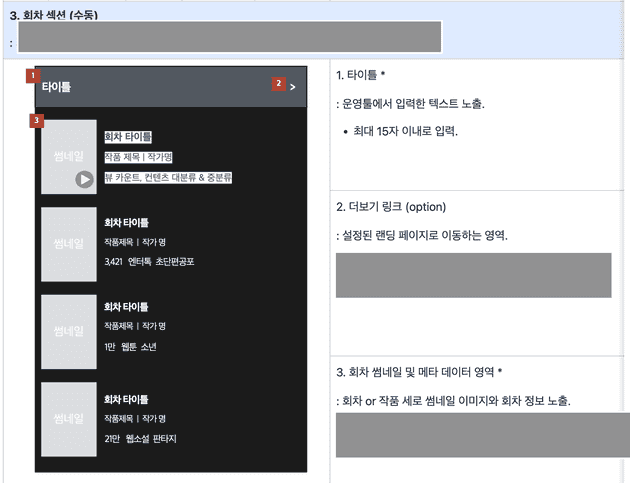 3. 회차 섹션 (수동)
:
1
타이틀
2
>
3
썸네일
회차 타이틀
작품 제목 | 작가명
뷰 카운트, 컨텐츠 대분류 & 중분류
썸네일
회차 타이틀
작품제목 | 작가 명
3,421 엔터톡 초단편공포
썸네일
회차 타이틀
작품제목 | 작가 명
1만 웹툰 소년
썸네일
회차 타이틀
작품제목 | 작가 명
21만 웹소설 판타지
1. 타이틀 *
: 운영툴에서 입력한 텍스트 노출.
• 최대 15자 이내로 입력.
2. 더보기 링크 (option)
: 설정된 랜딩 페이지로 이동하는 영역.
3. 회차 썸네일 및 메타 데이터 영역 *
: 회차 or 작품 세로 썸네일 이미지와 회차 정보 노출.